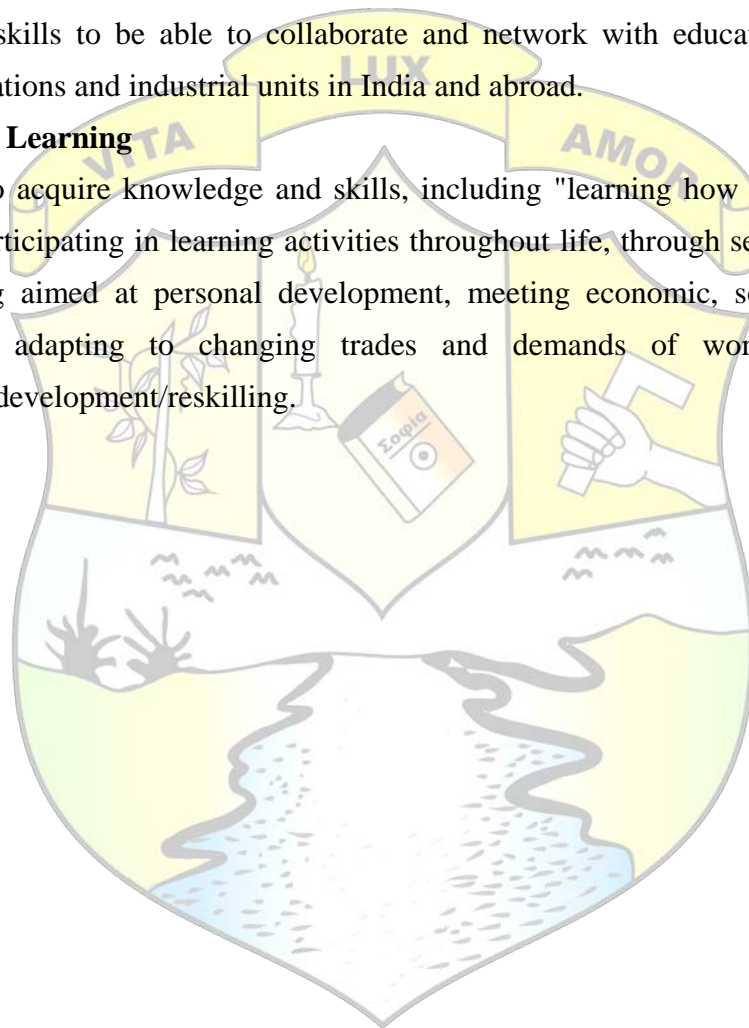 skills to be able to collaborate and network with educat
ations and industrial units in India and abroad.
Learning
o acquire knowledge and skills, including "learning how
rticipating in learning activities throughout life, through se
g aimed at personal development, meeting economic, so
adapting to changing trades and demands of wor
development/reskilling.
LUX
VITA
AMOR
Σοφία